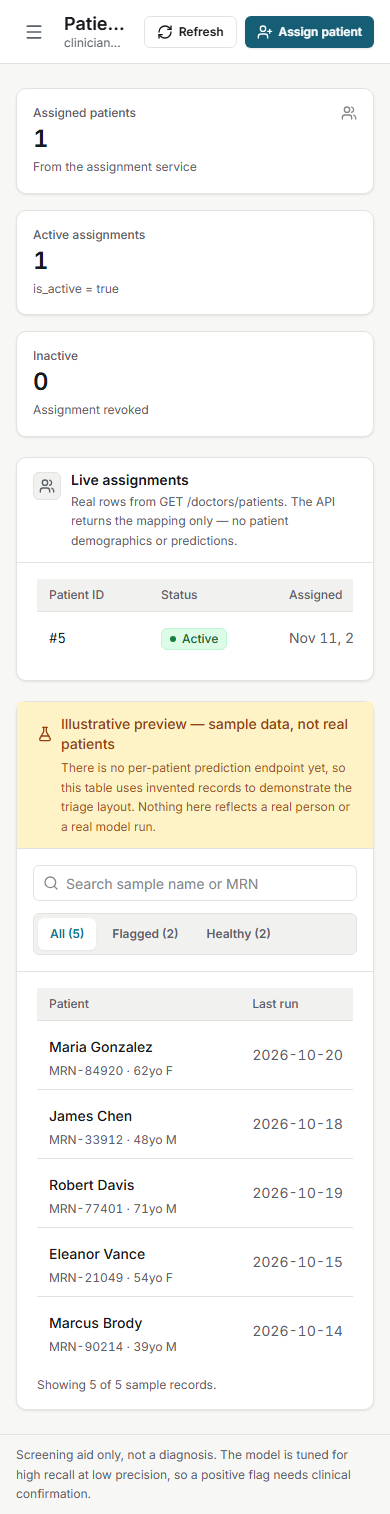 Patie...
clinician...
Refresh
Assign patient
Assigned patients
1
From the assignment service
Active assignments
1
is_active = true
Inactive
0
Assignment revoked
Live assignments
Real rows from GET /doctors/patients. The API
returns the mapping only — no patient
demographics or predictions.
Patient ID Status Assigned
#5 Active Nov 11, 2
Illustrative preview — sample data, not real
patients
There is no per-patient prediction endpoint yet, so
this table uses invented records to demonstrate the
triage layout. Nothing here reflects a real person or
a real model run.
Search sample name or MRN
All (5) Flagged (2) Healthy (2)
Patient Last run
Maria Gonzalez
MRN-84920 · 62yo F
2026-10-20
James Chen
MRN-33912 · 48yo M
2026-10-18
Robert Davis
MRN-77401 · 71yo M
2026-10-19
Eleanor Vance
MRN-21049 · 54yo F
2026-10-15
Marcus Brody
MRN-90214 · 39yo M
2026-10-14
Showing 5 of 5 sample records.
Screening aid only, not a diagnosis. The model is tuned for
high recall at low precision, so a positive flag needs clinical
confirmation.